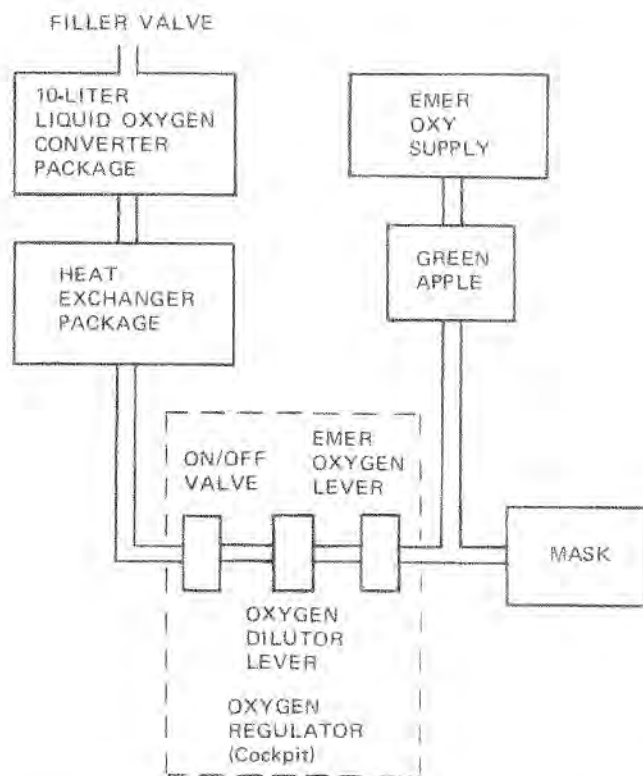 FILLER VALVE
10-LITER
LIQUID OXYGEN
CONVERTER
PACKAGE
EMER
OXY
SUPPLY
HEAT
EXCHANGER
PACKAGE
GREEN
APPLE
ON/OFF
VALVE
EMER
OXYGEN
LEVER
MASK
OXYGEN
DILUTOR
LEVER
OXYGEN
REGULATOR
(Cockpit)